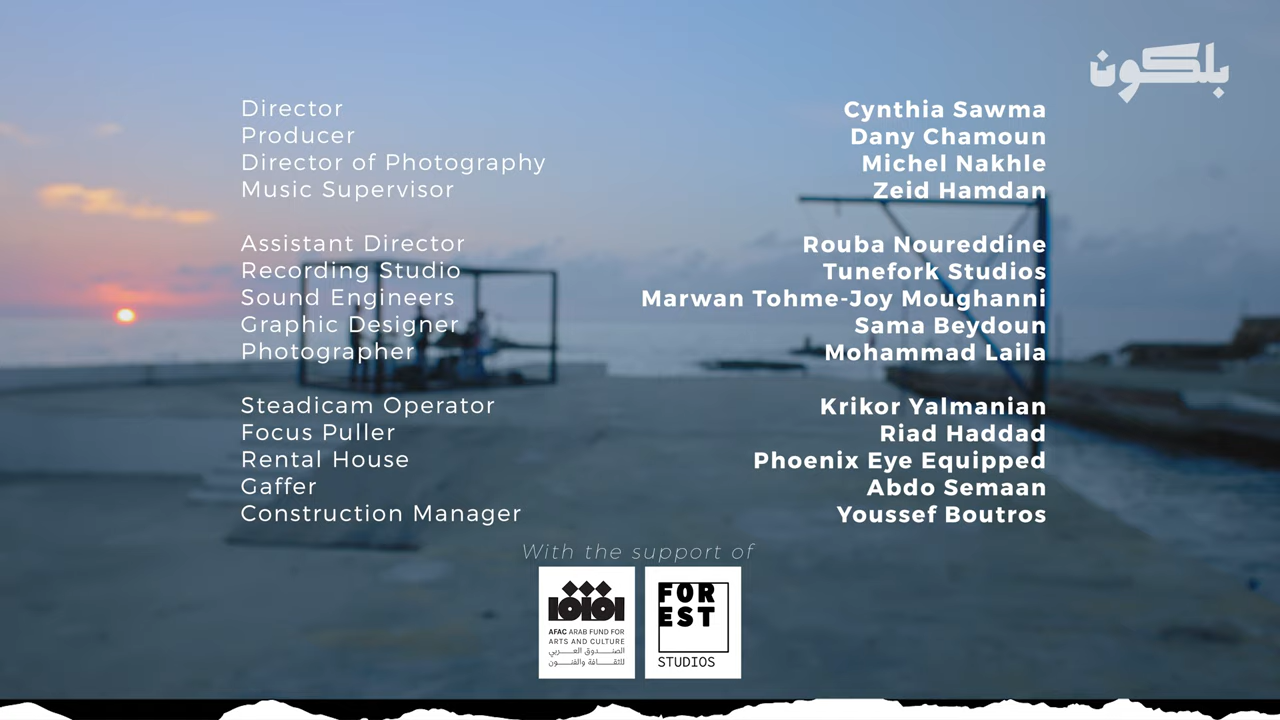 بلكون
Director Cynthia Sawma
Producer Dany Chamoun
Director of Photography Michel Nakhle
Music Supervisor Zeid Hamdan
Assistant Director Rouba Noureddine
Recording Studio Tunefork Studios
Sound Engineers Marwan Tohme-Joy Moughanni
Graphic Designer Sama Beydoun
Photographer Mohammad Laila
Steadicam Operator Krikor Yalmanian
Focus Puller Riad Haddad
Rental House Phoenix Eye Equipped
Gaffer Abdo Semaan
Construction Manager Youssef Boutros
With the support of
AFAC ARAB FUND FOR
ARTS AND CULTURE
الصندوق العربي
للثقافة والفنون
FOR
EST
STUDIOS